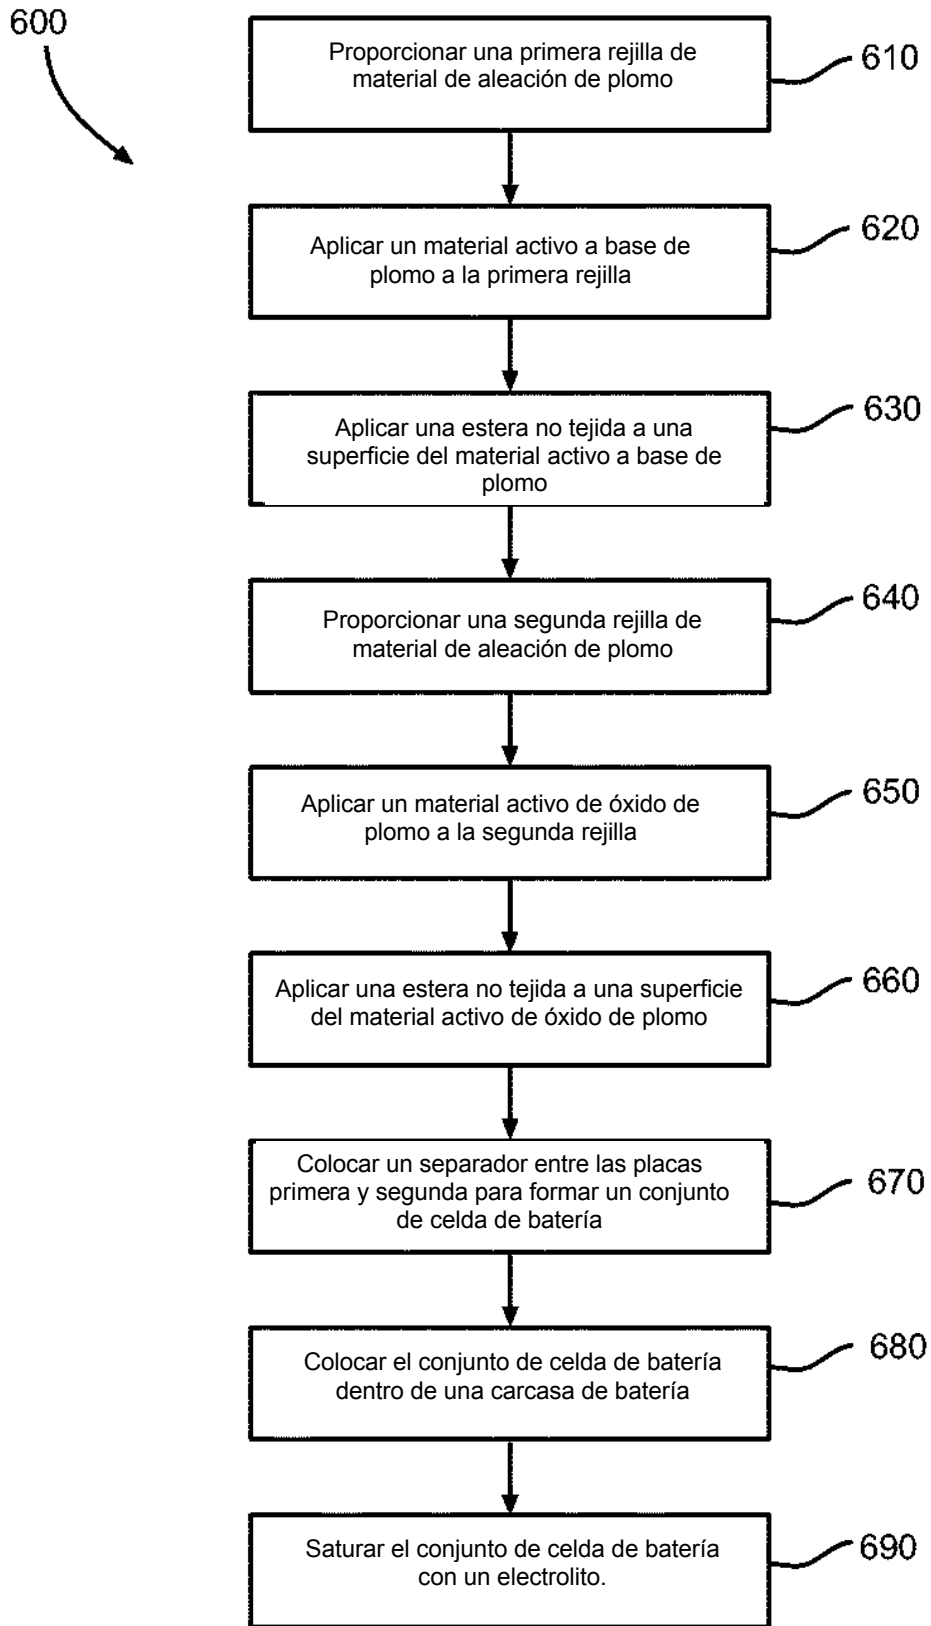 600
Proporcionar una primera rejilla de
material de aleación de plomo
610
Aplicar un material activo a base de
plomo a la primera rejilla
620
Aplicar una estera no tejida a una
superficie del material activo a base de
plomo
630
Proporcionar una segunda rejilla de
material de aleación de plomo
640
Aplicar un material activo de óxido de
plomo a la segunda rejilla
650
Aplicar una estera no tejida a una superficie
del material activo de óxido de plomo
660
Colocar un separador entre las placas
primera y segunda para formar un conjunto
de celda de batería
670
Colocar el conjunto de celda de batería
dentro de una carcasa de batería
680
Saturar el conjunto de celda de batería
con un electrolito.
690